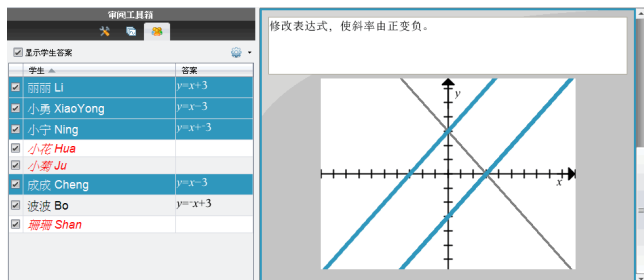 审阅工具箱
显示学生答案
学生 答案
丽丽 Li y=x+3
小勇 XiaoYong y=x−3
小宁 Ning y=x+⁻3
小花 Hua
小菊 Ju
成成 Cheng y=x−3
波波 Bo y=⁻x+3
珊珊 Shan
修改表达式，使斜率由正变负。
y
x